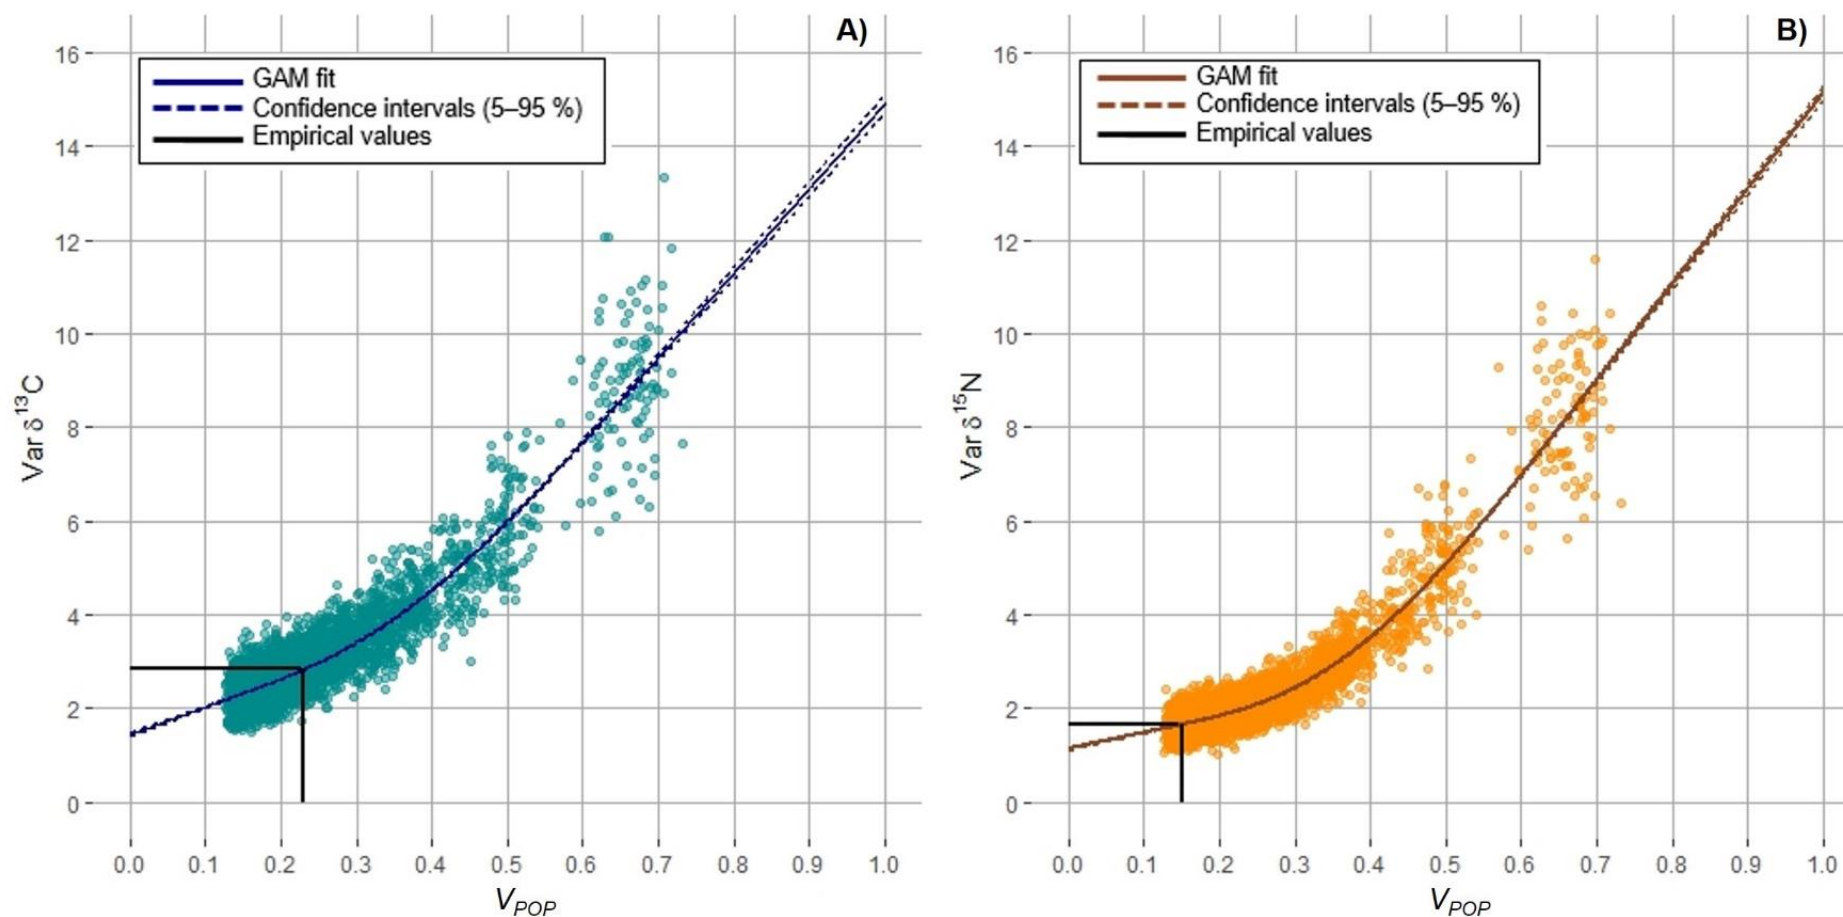 A)
GAM fit
Confidence intervals (5–95 %)
Empirical values
16
14
12
10
8
6
4
2
0
Var δ¹³C
0.0 0.1 0.2 0.3 0.4 0.5 0.6 0.7 0.8 0.9 1.0
V_POP
B)
GAM fit
Confidence intervals (5–95 %)
Empirical values
16
14
12
10
8
6
4
2
0
Var δ¹⁵N
0.0 0.1 0.2 0.3 0.4 0.5 0.6 0.7 0.8 0.9 1.0
V_POP